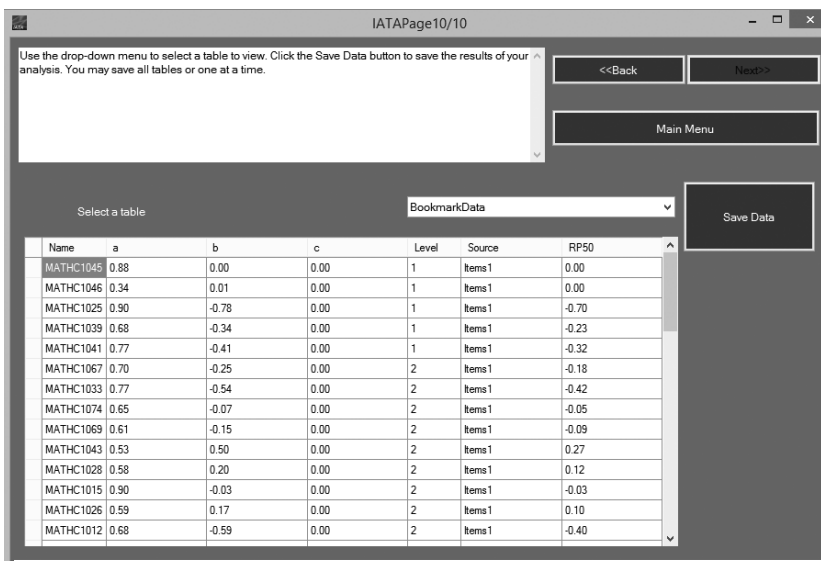 IATAPage10/10
Use the drop-down menu to select a table to view. Click the Save Data button to save the results of your
analysis. You may save all tables or one at a time.
<<Back
Next>>
Main Menu
Select a table
BookmarkData
Save Data
Name a b c Level Source RP50
MATHC1045 0.88 0.00 0.00 1 Items1 0.00
MATHC1046 0.34 0.01 0.00 1 Items1 0.00
MATHC1025 0.90 -0.78 0.00 1 Items1 -0.70
MATHC1039 0.68 -0.34 0.00 1 Items1 -0.23
MATHC1041 0.77 -0.41 0.00 1 Items1 -0.32
MATHC1067 0.70 -0.25 0.00 2 Items1 -0.18
MATHC1033 0.77 -0.54 0.00 2 Items1 -0.42
MATHC1074 0.65 -0.07 0.00 2 Items1 -0.05
MATHC1069 0.61 -0.15 0.00 2 Items1 -0.09
MATHC1043 0.53 0.50 0.00 2 Items1 0.27
MATHC1028 0.58 0.20 0.00 2 Items1 0.12
MATHC1015 0.90 -0.03 0.00 2 Items1 -0.03
MATHC1026 0.59 0.17 0.00 2 Items1 0.10
MATHC1012 0.68 -0.59 0.00 2 Items1 -0.40